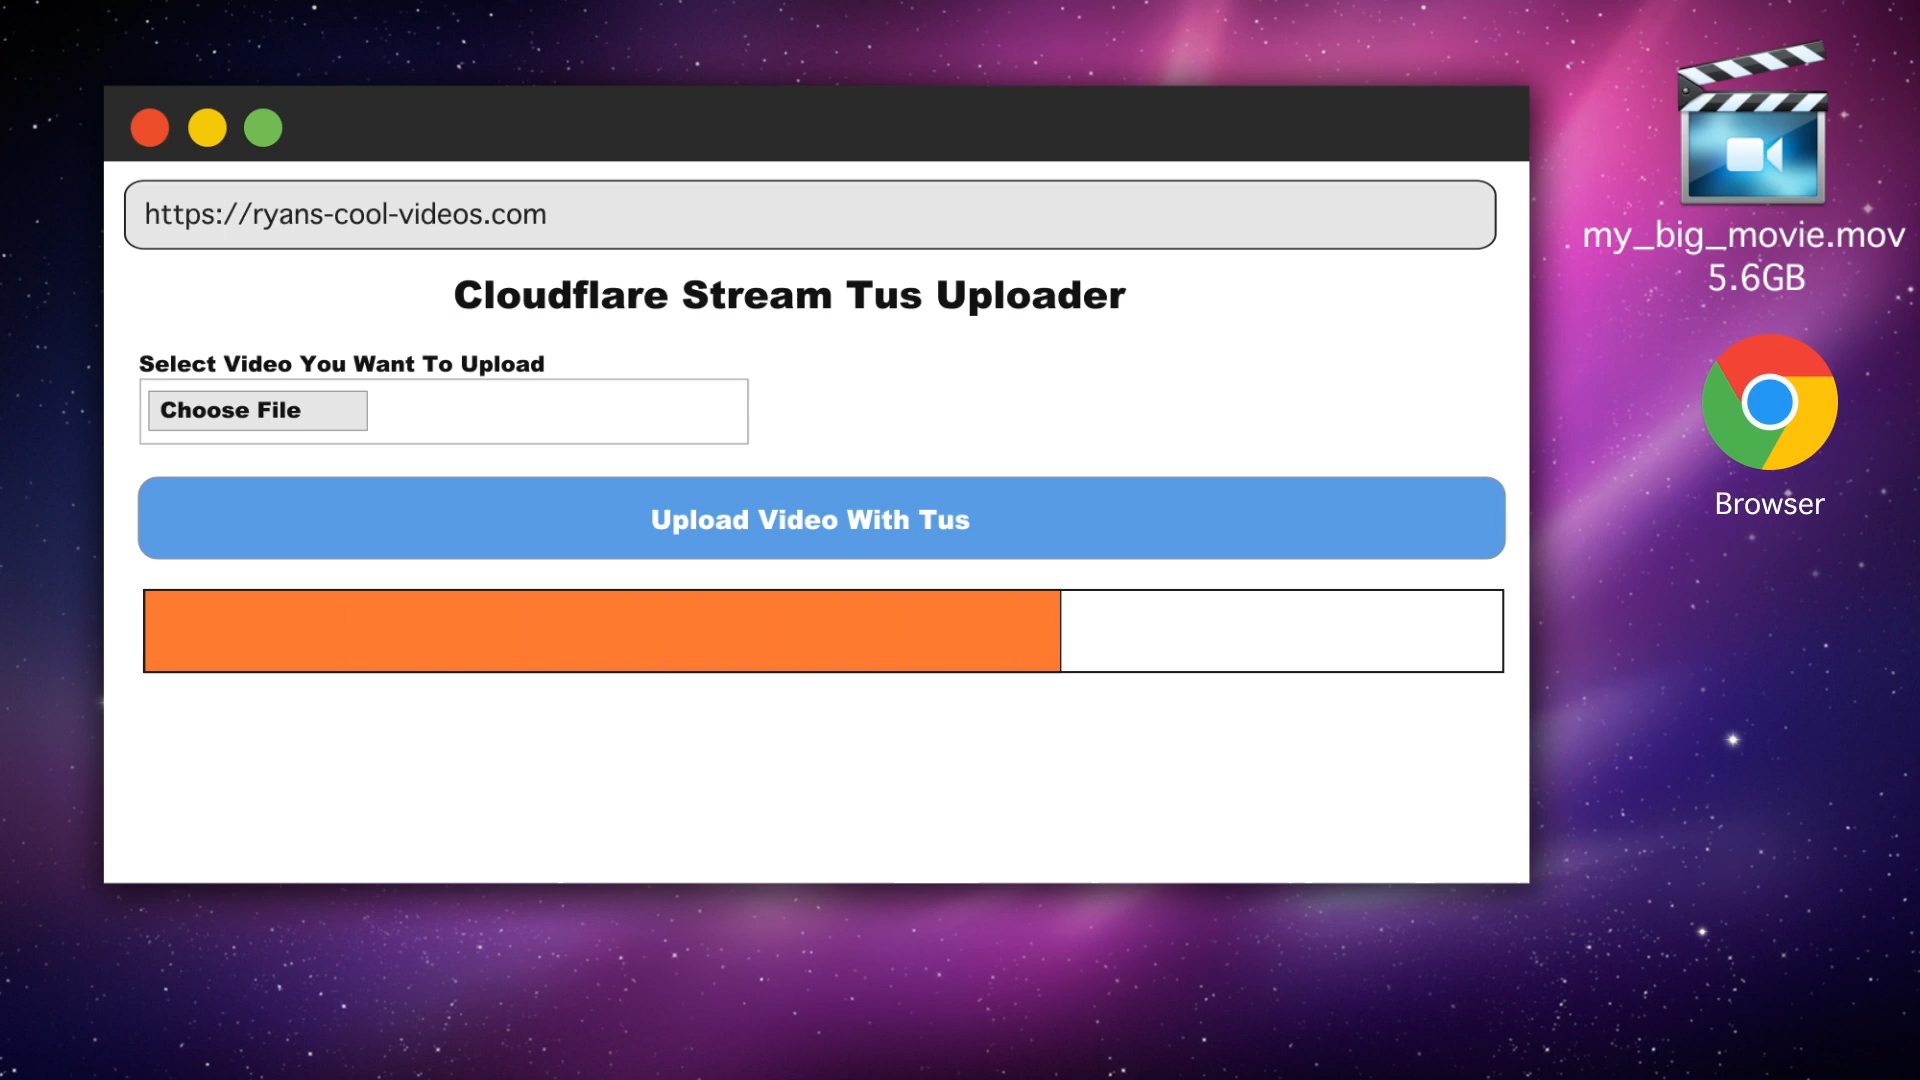 https://ryans-cool-videos.com
Cloudflare Stream Tus Uploader
Select Video You Want To Upload
Choose File
Upload Video With Tus
my_big_movie.mov
5.6GB
Browser